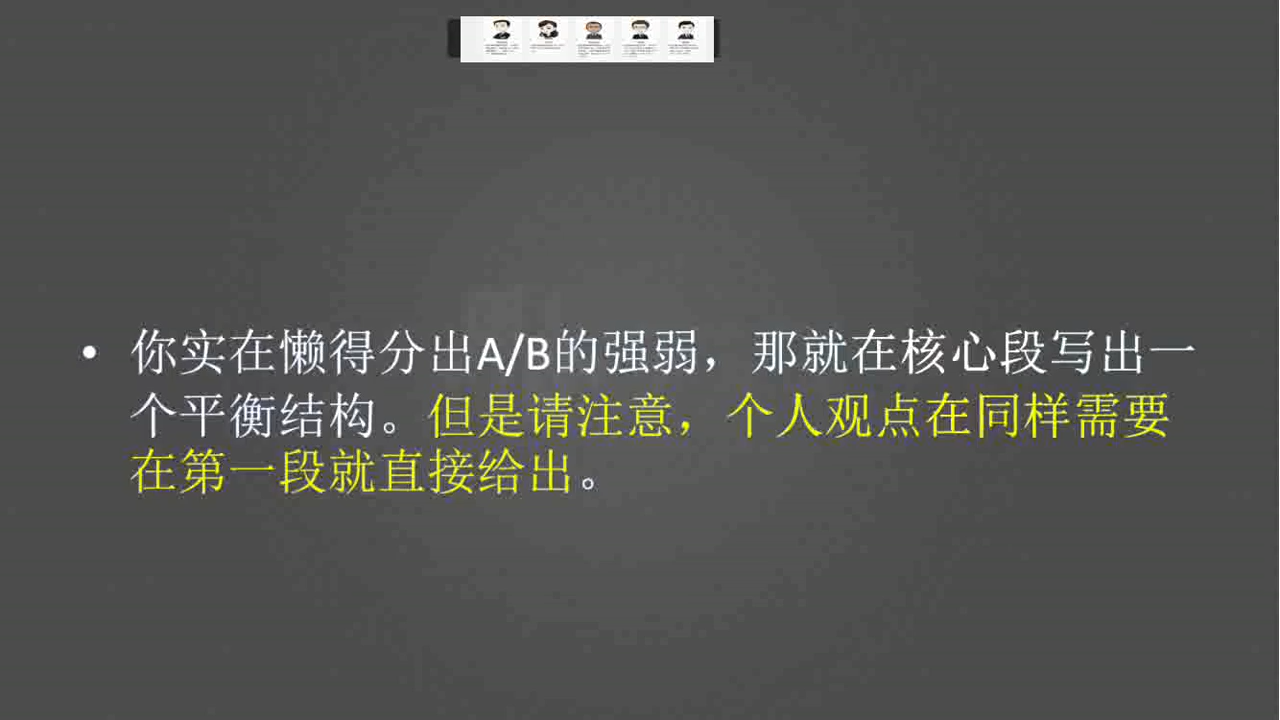 • 你实在懒得分出A/B的强弱，那就在核心段写出一
个平衡结构。但是请注意，个人观点在同样需要
在第一段就直接给出。